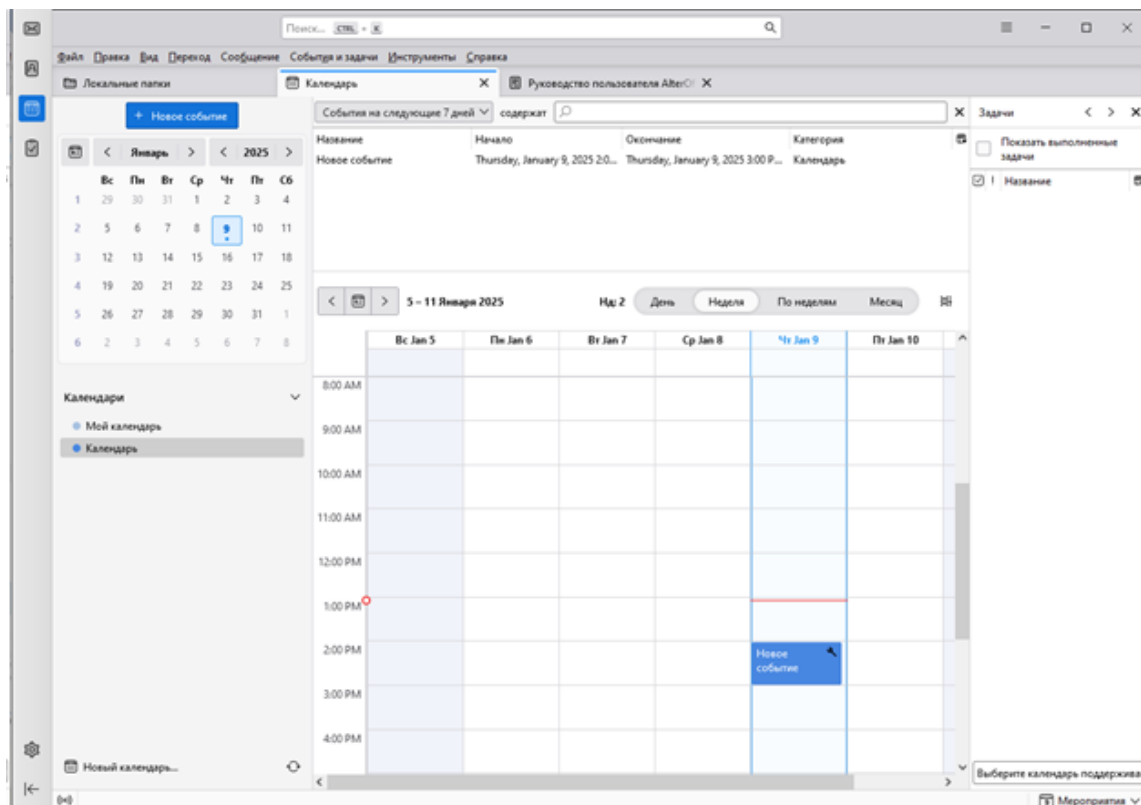 Поиск... CTRL + K
Файл Правка Вид Переход Сообщение События и задачи Инструменты Справка
Локальные папки
Календарь
Руководство пользователя AlterO
+ Новое событие
Январь 2025
Вс Пн Вт Ср Чт Пт Сб
1 29 30 31 1 2 3 4
2 5 6 7 8 9 10 11
3 12 13 14 15 16 17 18
4 19 20 21 22 23 24 25
5 26 27 28 29 30 31 1
6 2 3 4 5 6 7 8
Календари
Мой календарь
Календарь
Новый календарь...
События на следующие 7 дней содержат
Название Начало Окончание Категория
Новое событие Thursday, January 9, 2025 2:0... Thursday, January 9, 2025 3:00 P... Календарь
5 – 11 Января 2025 Нд: 2 День Неделя По неделям Месяц
Вс Jan 5 Пн Jan 6 Вт Jan 7 Ср Jan 8 Чт Jan 9 Пт Jan 10
8:00 AM
9:00 AM
10:00 AM
11:00 AM
12:00 PM
1:00 PM
2:00 PM
Новое
событие
3:00 PM
4:00 PM
Задачи
Показать выполненные
задачи
! Название
Выберите календарь поддержива
Мероприятия